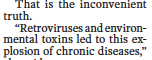 That is the inconvenient
truth.
"Retroviruses and environ-
mental toxins led to this ex-
plosion of chronic diseases,"